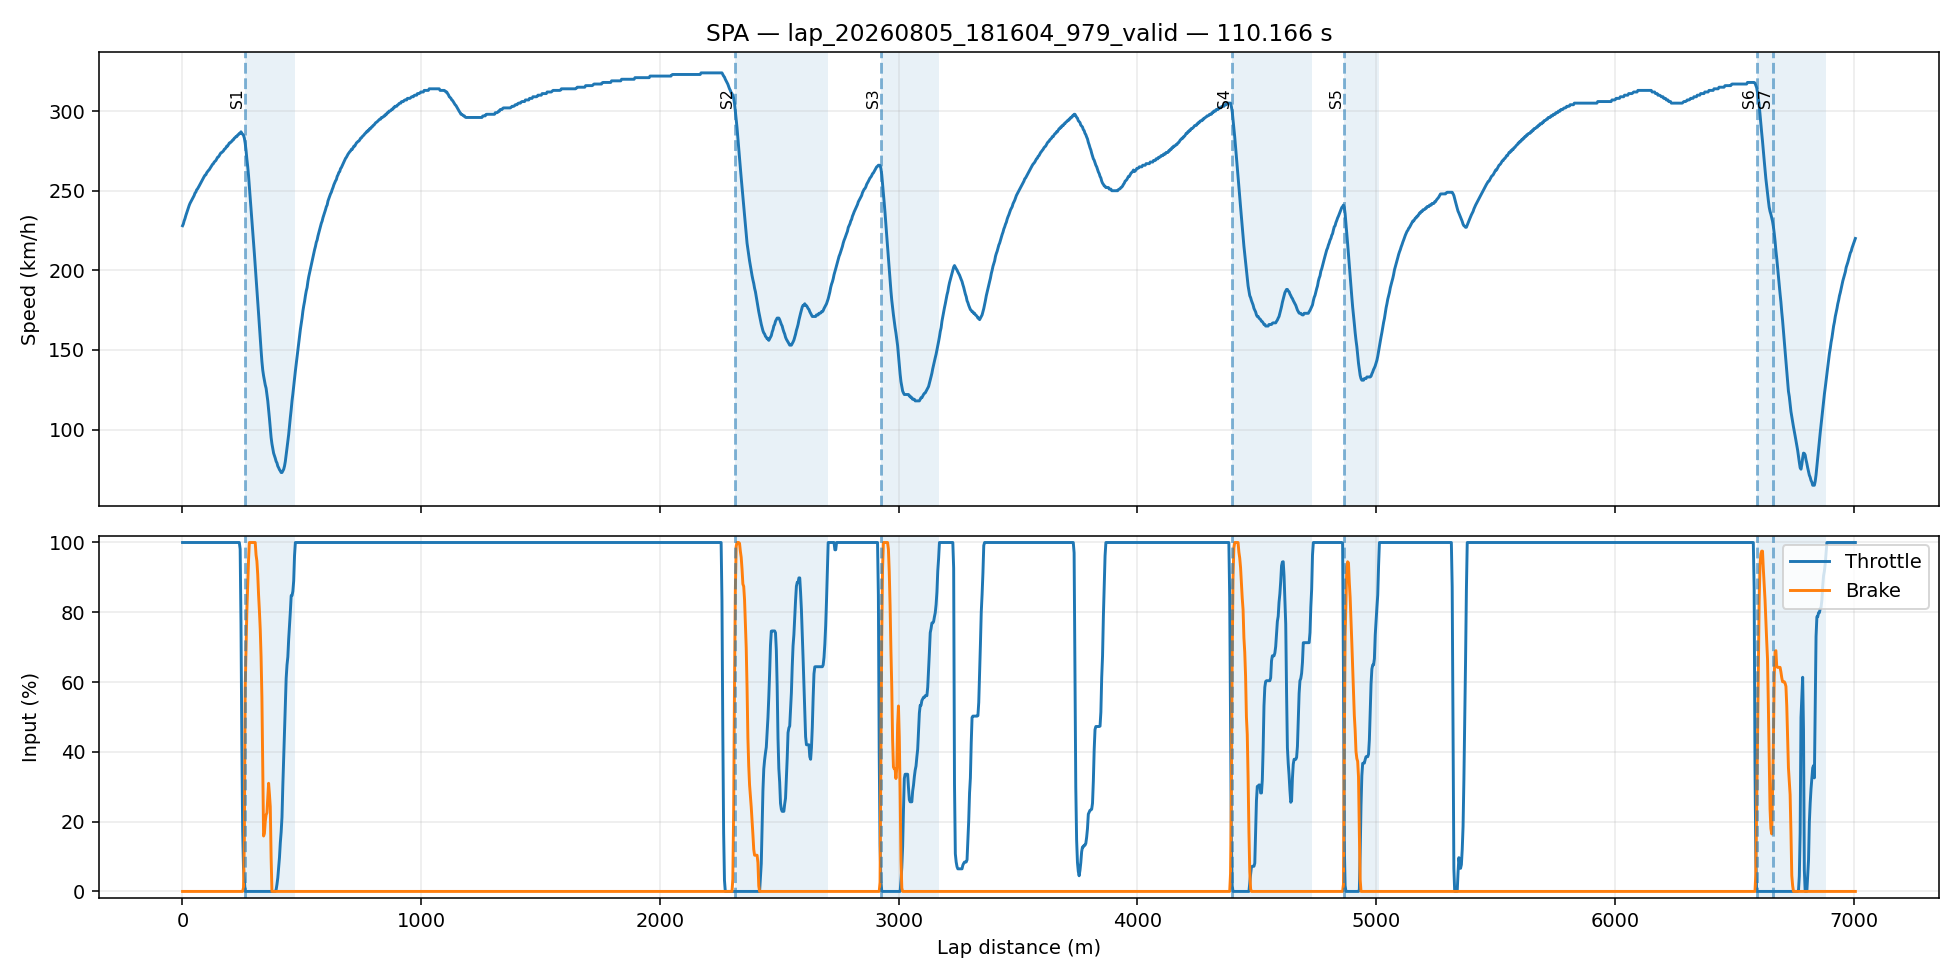 SPA — lap_20260805_181604_979_valid — 110.166 s
Speed (km/h)
300
250
200
150
100
S1
S2
S3
S4
S5
S6
S7
Input (%)
100
80
60
40
20
0
Throttle
Brake
0 1000 2000 3000 4000 5000 6000 7000
Lap distance (m)